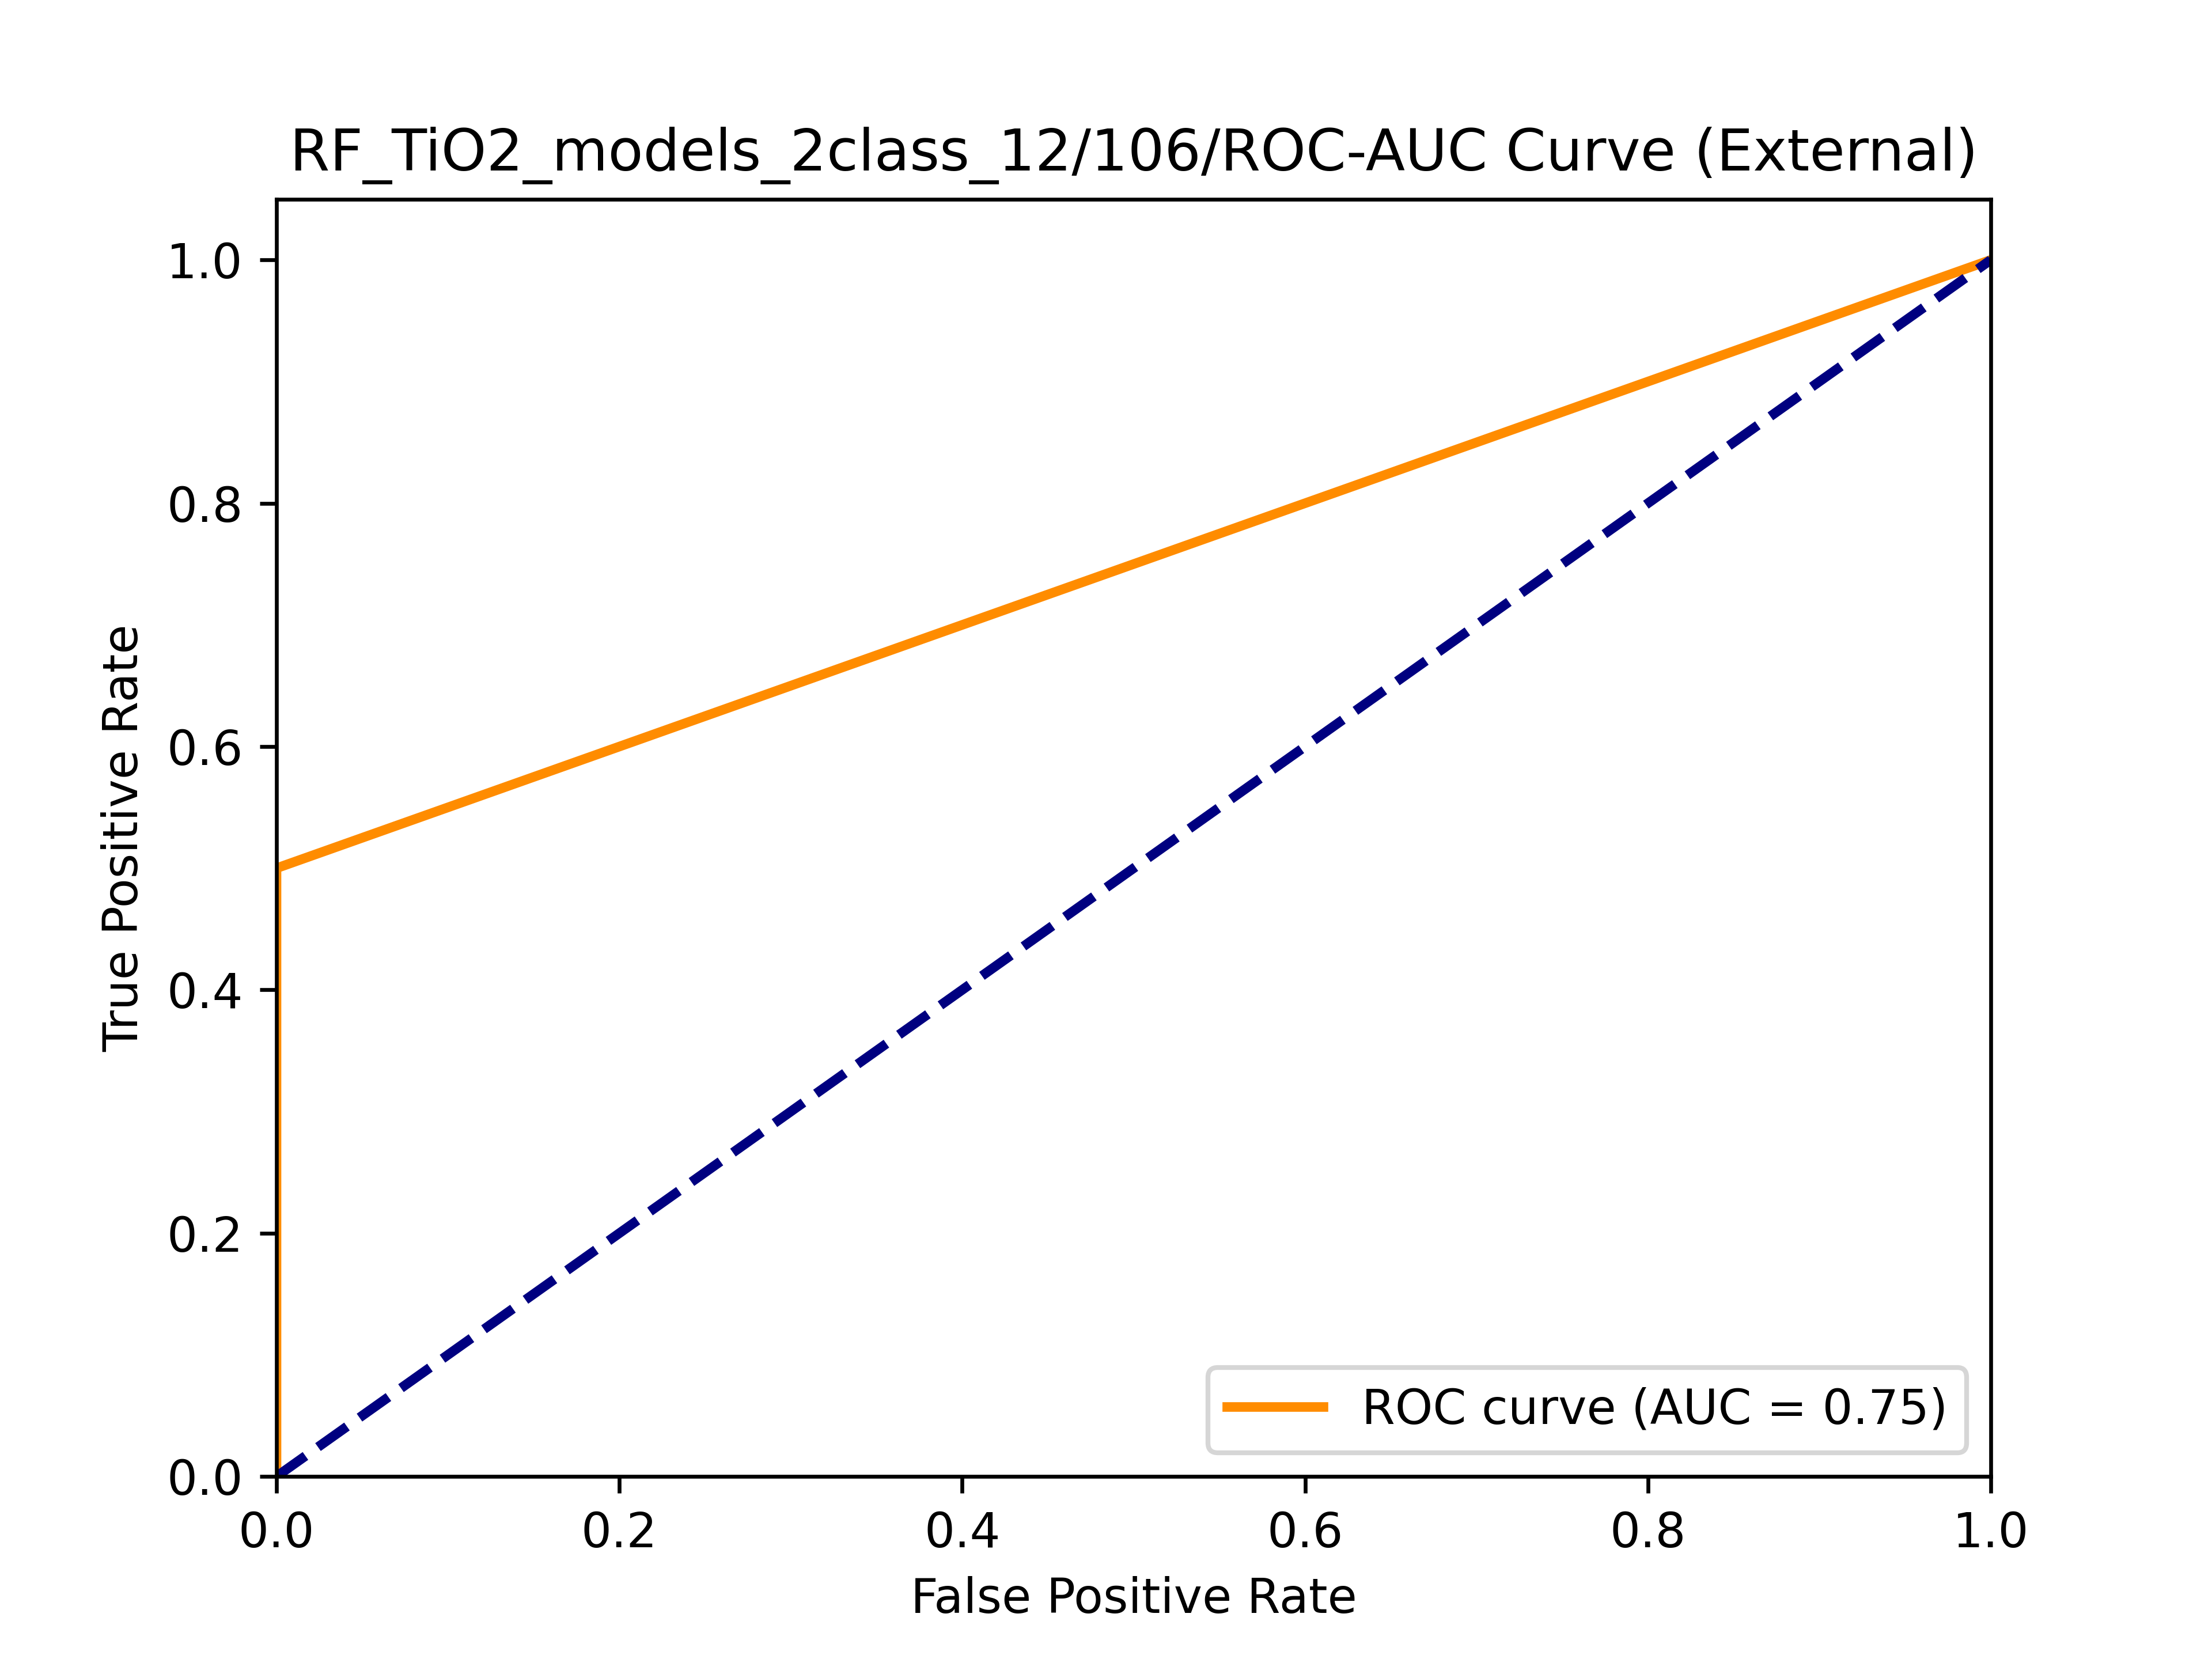 RF_TiO2_models_2class_12/106/ROC-AUC Curve (External)
1.0
0.8
0.6
0.4
0.2
0.0
True Positive Rate
ROC curve (AUC = 0.75)
0.0 0.2 0.4 0.6 0.8 1.0
False Positive Rate